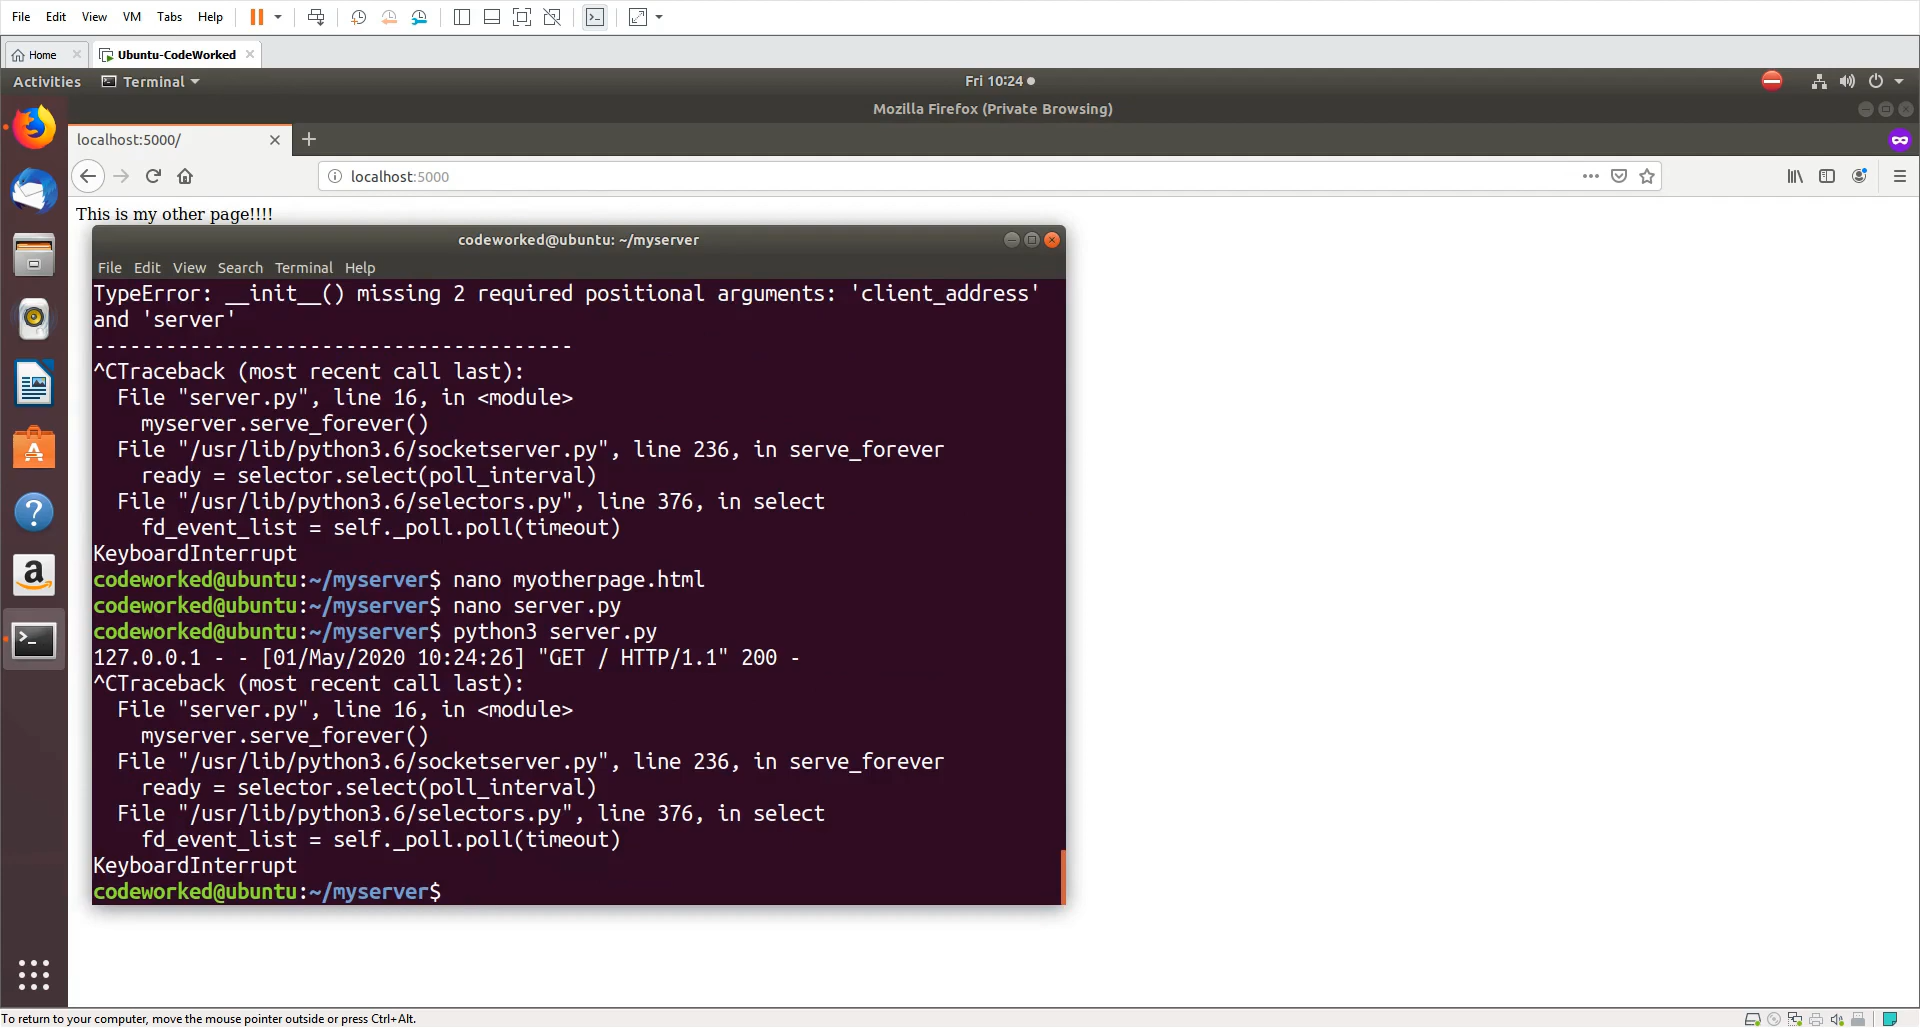 File Edit View VM Tabs Help
Home
Ubuntu-CodeWorked
Activities Terminal Fri 10:24
Mozilla Firefox (Private Browsing)
localhost:5000/
localhost:5000
This is my other page!!!!
codeworked@ubuntu: ~/myserver
File Edit View Search Terminal Help
TypeError: __init__() missing 2 required positional arguments: 'client_address'
and 'server'
----------------------------------------
^CTraceback (most recent call last):
  File "server.py", line 16, in <module>
    myserver.serve_forever()
  File "/usr/lib/python3.6/socketserver.py", line 236, in serve_forever
    ready = selector.select(poll_interval)
  File "/usr/lib/python3.6/selectors.py", line 376, in select
    fd_event_list = self._poll.poll(timeout)
KeyboardInterrupt
codeworked@ubuntu:~/myserver$ nano myotherpage.html
codeworked@ubuntu:~/myserver$ nano server.py
codeworked@ubuntu:~/myserver$ python3 server.py
127.0.0.1 - - [01/May/2020 10:24:26] "GET / HTTP/1.1" 200 -
^CTraceback (most recent call last):
  File "server.py", line 16, in <module>
    myserver.serve_forever()
  File "/usr/lib/python3.6/socketserver.py", line 236, in serve_forever
    ready = selector.select(poll_interval)
  File "/usr/lib/python3.6/selectors.py", line 376, in select
    fd_event_list = self._poll.poll(timeout)
KeyboardInterrupt
codeworked@ubuntu:~/myserver$
To return to your computer, move the mouse pointer outside or press Ctrl+Alt.